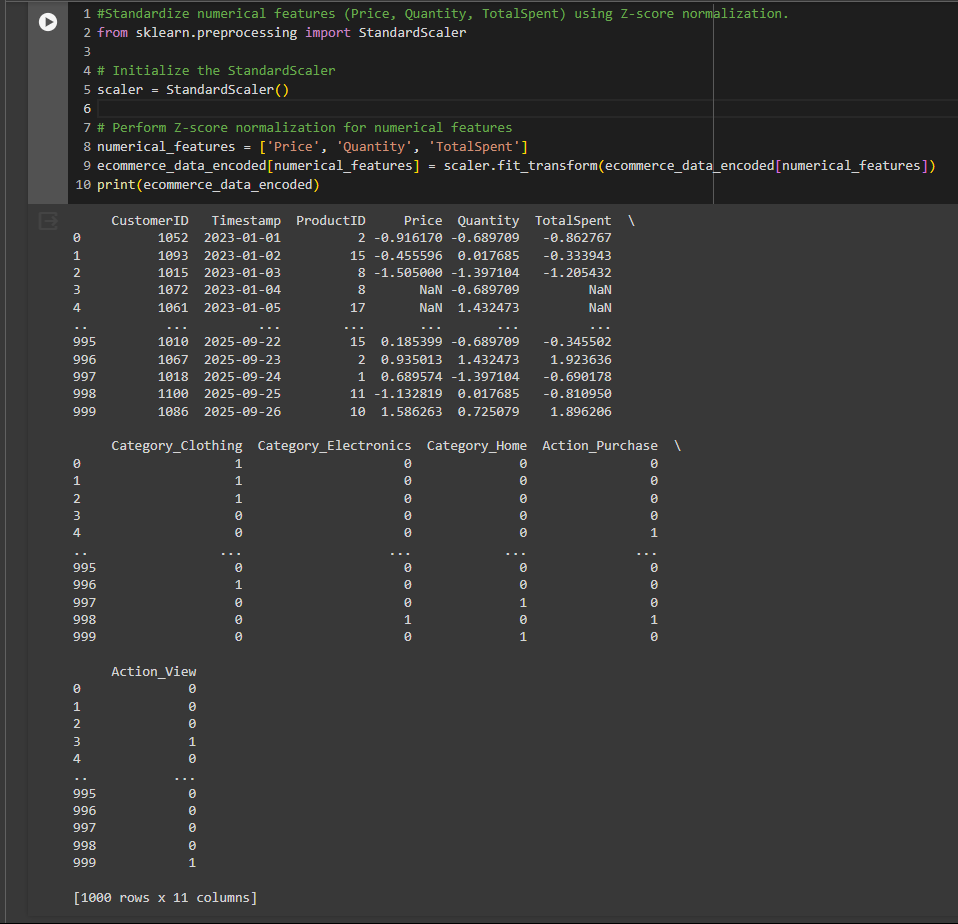 1 #Standardize numerical features (Price, Quantity, TotalSpent) using Z-score normalization.
2 from sklearn.preprocessing import StandardScaler
3
4 # Initialize the StandardScaler
5 scaler = StandardScaler()
6
7 # Perform Z-score normalization for numerical features
8 numerical_features = ['Price', 'Quantity', 'TotalSpent']
9 ecommerce_data_encoded[numerical_features] = scaler.fit_transform(ecommerce_data_encoded[numerical_features])
10 print(ecommerce_data_encoded)
     CustomerID   Timestamp  ProductID     Price  Quantity  TotalSpent  \
0          1052  2023-01-01          2 -0.916170 -0.689709   -0.862767
1          1093  2023-01-02         15 -0.455596  0.017685   -0.333943
2          1015  2023-01-03          8 -1.505000 -1.397104   -1.205432
3          1072  2023-01-04          8       NaN -0.689709         NaN
4          1061  2023-01-05         17       NaN  1.432473         NaN
..          ...         ...        ...       ...       ...         ...
995        1010  2025-09-22         15  0.185399 -0.689709   -0.345502
996        1067  2025-09-23          2  0.935013  1.432473    1.923636
997        1018  2025-09-24          1  0.689574 -1.397104   -0.690178
998        1100  2025-09-25         11 -1.132819  0.017685   -0.810950
999        1086  2025-09-26         10  1.586263  0.725079    1.896206
     Category_Clothing  Category_Electronics  Category_Home  Action_Purchase  \
0                    1                     0              0                0
1                    1                     0              0                0
2                    1                     0              0                0
3                    0                     0              0                0
4                    0                     0              0                1
..                 ...                   ...            ...              ...
995                  0                     0              0                0
996                  1                     0              0                0
997                  0                     0              1                0
998                  0                     1              0                1
999                  0                     0              1                0
     Action_View
0              0
1              0
2              0
3              1
4              0
..           ...
995            0
996            0
997            0
998            0
999            1
[1000 rows x 11 columns]